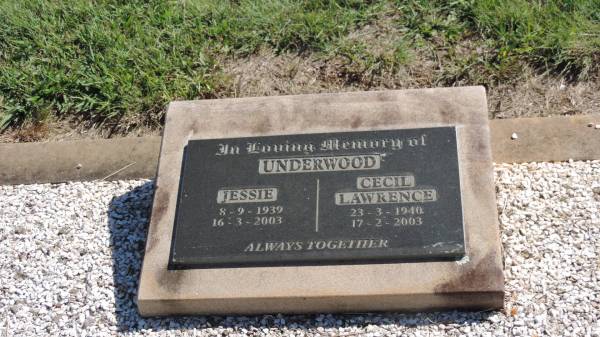 In Loving Memory of
UNDERWOOD
JESSIE
8 - 9 - 1939
16 - 3 - 2003
CECIL
LAWRENCE
23 - 3 - 1940
17 - 2 - 2003
ALWAYS TOGETHER